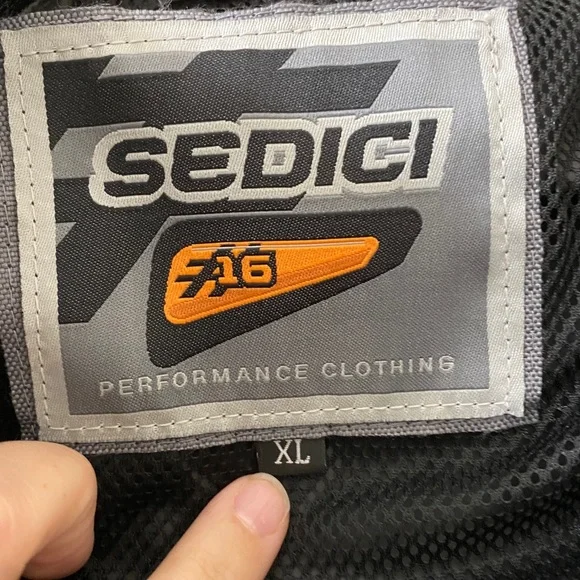 SEDICI
#16
PERFORMANCE CLOTHING
XL